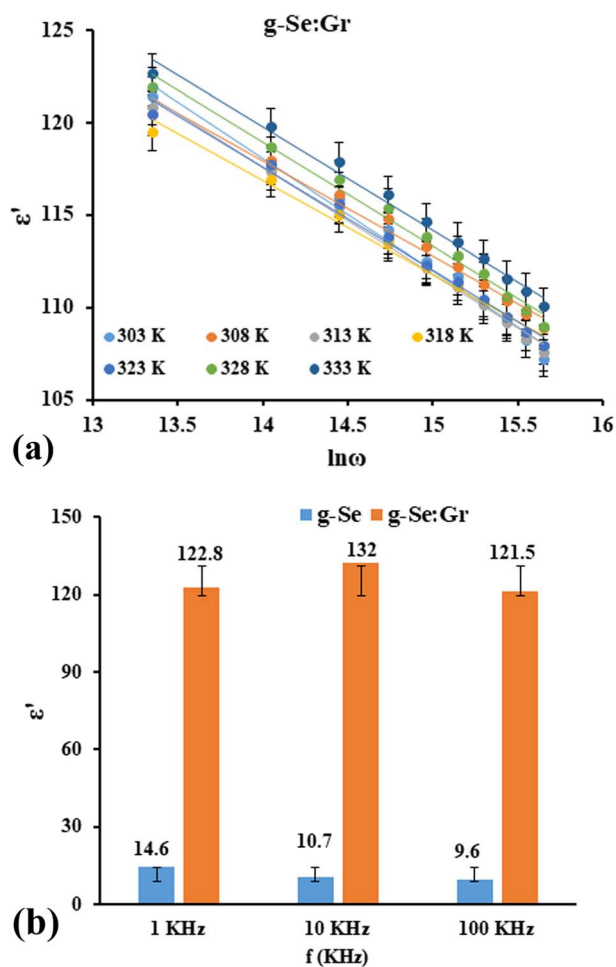 g-Se:Gr
125
120
115
110
105
ε'
303 K 308 K 313 K 318 K
323 K 328 K 333 K
13 13.5 14 14.5 15 15.5 16
lnω
(a)
150
120
90
60
30
0
ε'
g-Se g-Se:Gr
122.8 132 121.5
14.6 10.7 9.6
1 KHz 10 KHz 100 KHz
f (KHz)
(b)